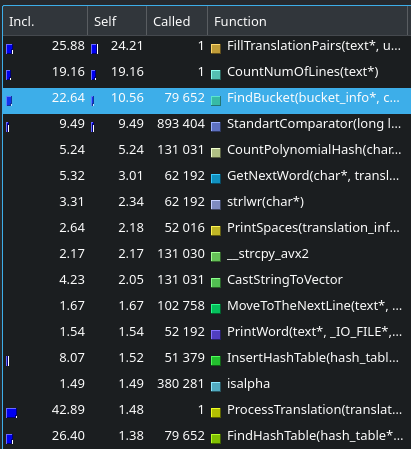 Incl. Self Called Function
25.88 24.21 1 FillTranslationPairs(text*, u...
19.16 19.16 1 CountNumOfLines(text*)
22.64 10.56 79 652 FindBucket(bucket_info*, c...
9.49 9.49 893 404 StandartComparator(long l...
5.24 5.24 131 031 CountPolynomialHash(char...
5.32 3.01 62 192 GetNextWord(char*, transl...
3.31 2.34 62 192 strlwr(char*)
2.64 2.18 52 016 PrintSpaces(translation_inf...
2.17 2.17 131 030 __strcpy_avx2
4.23 2.05 131 031 CastStringToVector
1.67 1.67 102 758 MoveToTheNextLine(text*, ...
1.54 1.54 52 192 PrintWord(text*, _IO_FILE*,...
8.07 1.52 51 379 InsertHashTable(hash_tabl...
1.49 1.49 380 281 isalpha
42.89 1.48 1 ProcessTranslation(translat...
26.40 1.38 79 652 FindHashTable(hash_table*...